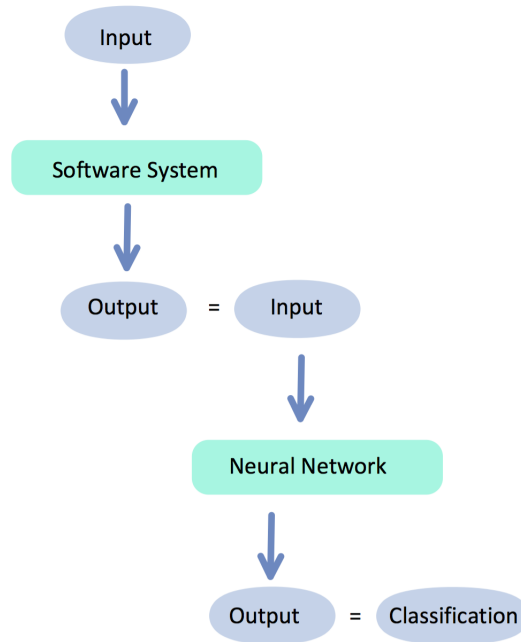 Input
Software System
Output = Input
Neural Network
Output = Classification